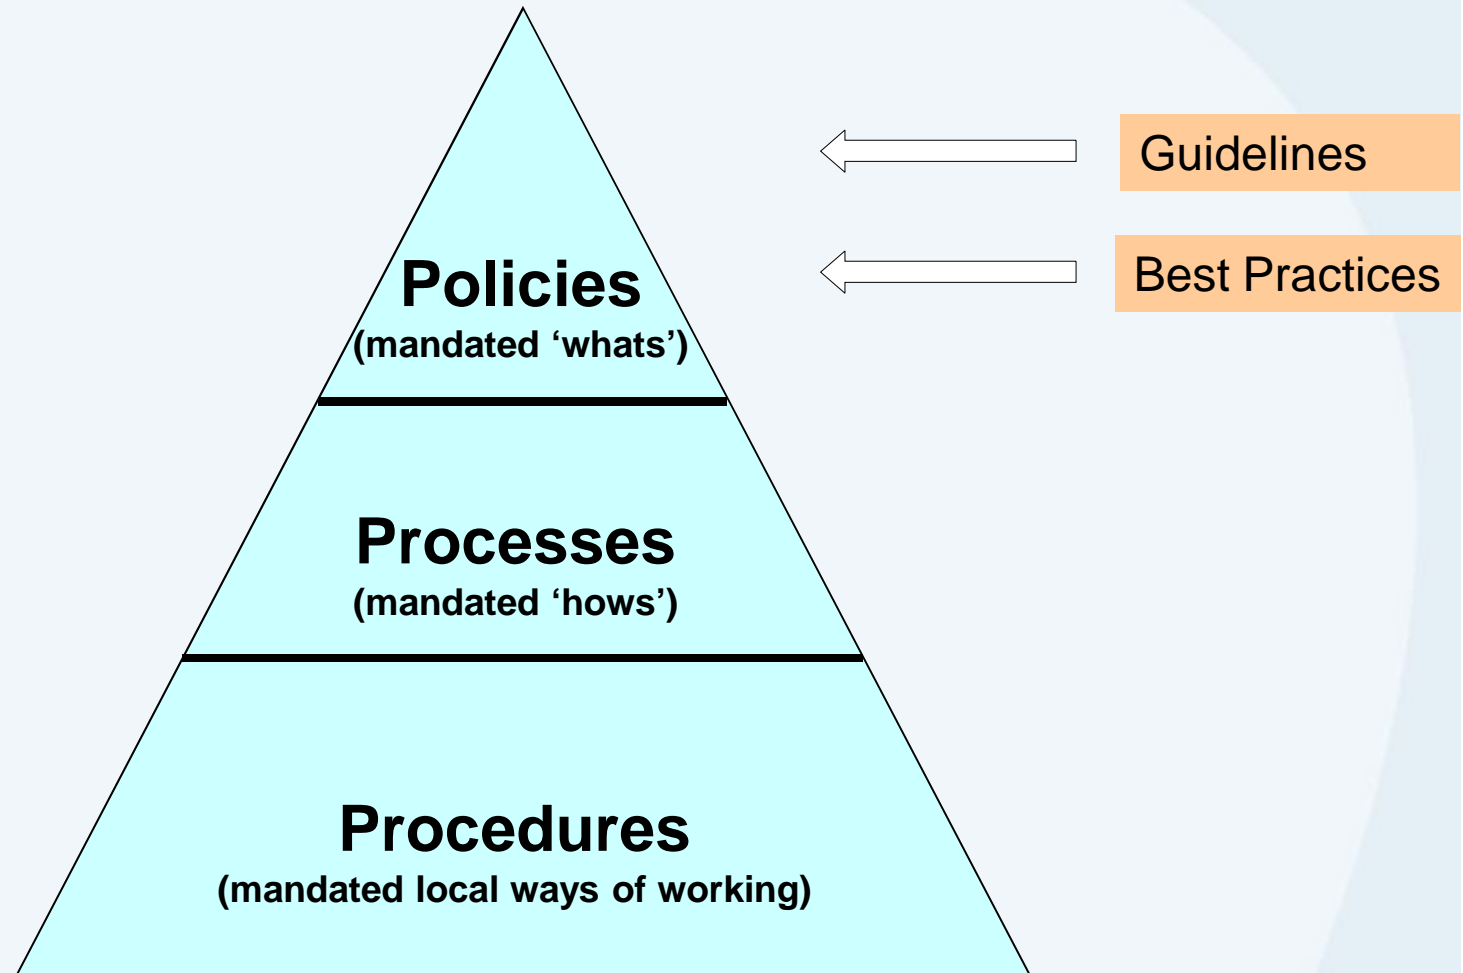 Guidelines
Best Practices
Policies
(mandated ‘whats’)
Processes
(mandated ‘hows’)
Procedures
(mandated local ways of working)